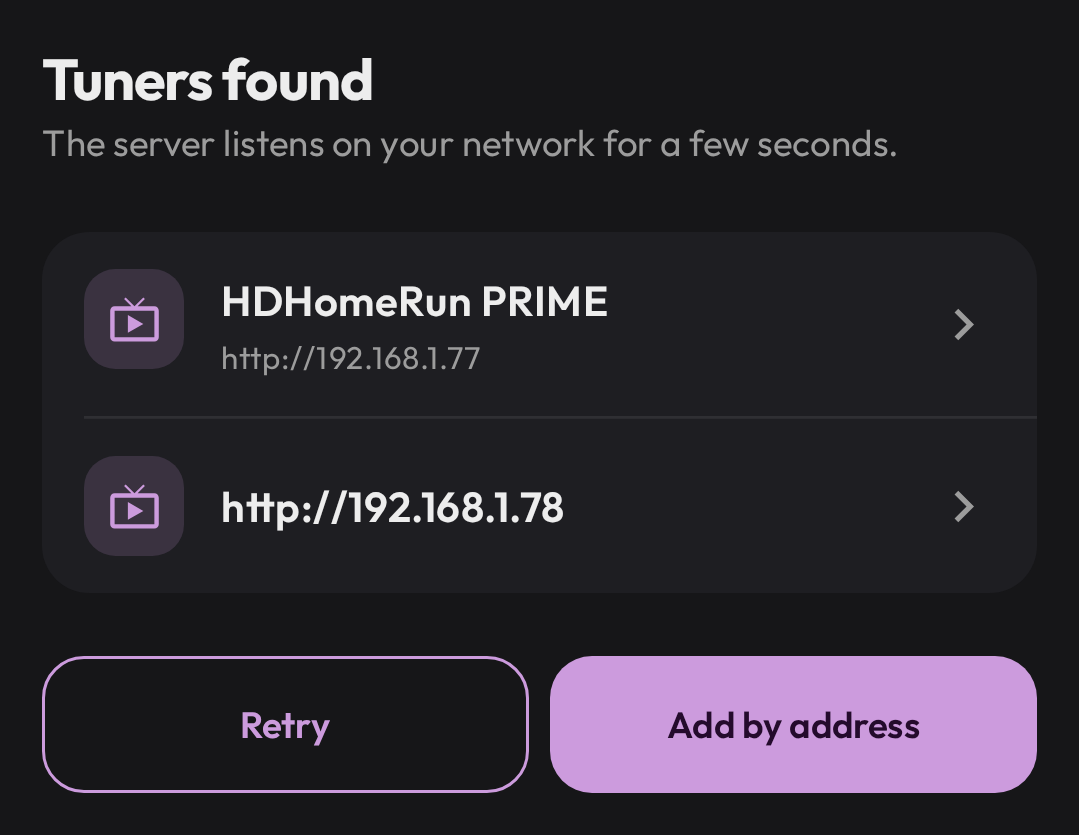 Tuners found
The server listens on your network for a few seconds.
HDHomeRun PRIME
http://192.168.1.77
http://192.168.1.78
Retry
Add by address